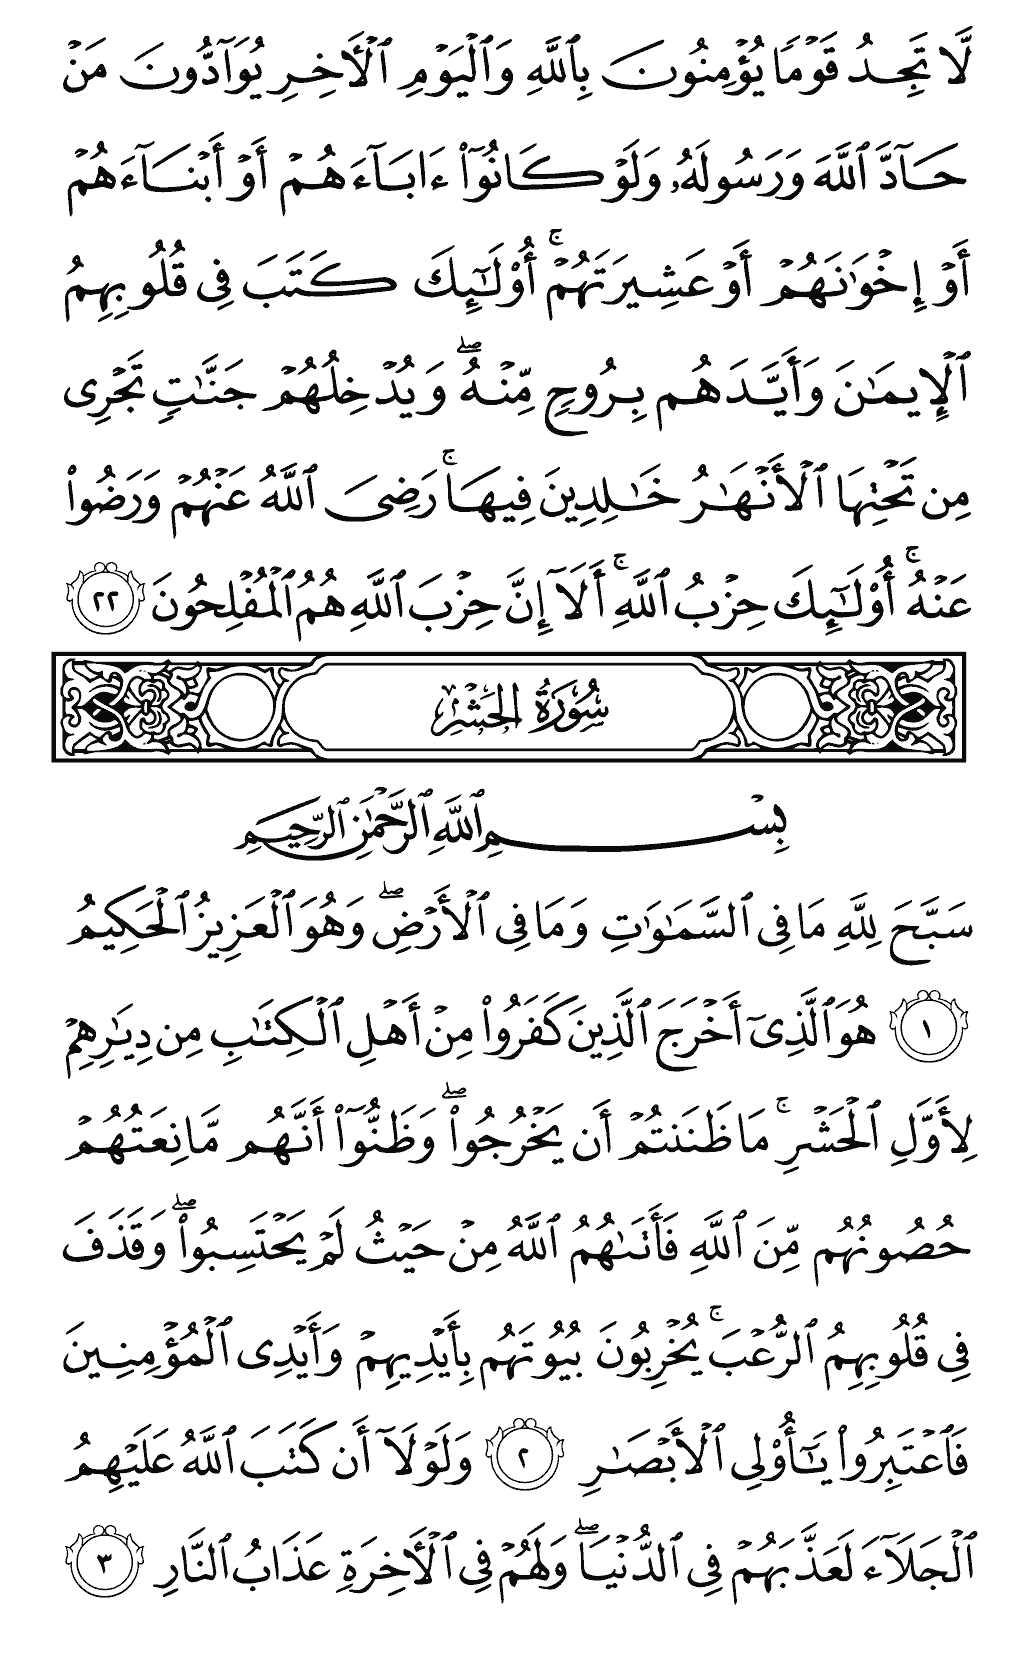 لَّا تَجِدُ قَوْمًا يُؤْمِنُونَ بِٱللَّهِ وَٱلْيَوْمِ ٱلْـَٔاخِرِ يُوَآدُّونَ مَنْ
حَآدَّ ٱللَّهَ وَرَسُولَهُۥ وَلَوْ كَانُوٓا۟ ءَابَآءَهُمْ أَوْ أَبْنَآءَهُمْ
أَوْ إِخْوَٰنَهُمْ أَوْ عَشِيرَتَهُمْ ۚ أُو۟لَـٰٓئِكَ كَتَبَ فِى قُلُوبِهِمُ
ٱلْإِيمَـٰنَ وَأَيَّدَهُم بِرُوحٍ مِّنْهُ ۖ وَيُدْخِلُهُمْ جَنَّـٰتٍ تَجْرِى
مِن تَحْتِهَا ٱلْأَنْهَـٰرُ خَـٰلِدِينَ فِيهَا ۚ رَضِىَ ٱللَّهُ عَنْهُمْ وَرَضُوا۟
عَنْهُ ۚ أُو۟لَـٰٓئِكَ حِزْبُ ٱللَّهِ ۚ أَلَآ إِنَّ حِزْبَ ٱللَّهِ هُمُ ٱلْمُفْلِحُونَ ٢٢
سُورَةُ الحَشْرِ
بِسْمِ ٱللَّهِ ٱلرَّحْمَـٰنِ ٱلرَّحِيمِ
سَبَّحَ لِلَّهِ مَا فِى ٱلسَّمَـٰوَٰتِ وَمَا فِى ٱلْأَرْضِ ۖ وَهُوَ ٱلْعَزِيزُ ٱلْحَكِيمُ
١ هُوَ ٱلَّذِىٓ أَخْرَجَ ٱلَّذِينَ كَفَرُوا۟ مِنْ أَهْلِ ٱلْكِتَـٰبِ مِن دِيَـٰرِهِمْ
لِأَوَّلِ ٱلْحَشْرِ ۚ مَا ظَنَنتُمْ أَن يَخْرُجُوا۟ ۖ وَظَنُّوٓا۟ أَنَّهُم مَّانِعَتُهُمْ
حُصُونُهُم مِّنَ ٱللَّهِ فَأَتَىٰهُمُ ٱللَّهُ مِنْ حَيْثُ لَمْ يَحْتَسِبُوا۟ ۖ وَقَذَفَ
فِى قُلُوبِهِمُ ٱلرُّعْبَ ۚ يُخْرِبُونَ بُيُوتَهُم بِأَيْدِيهِمْ وَأَيْدِى ٱلْمُؤْمِنِينَ
فَٱعْتَبِرُوا۟ يَـٰٓأُو۟لِى ٱلْأَبْصَـٰرِ ٢ وَلَوْلَآ أَن كَتَبَ ٱللَّهُ عَلَيْهِمُ
ٱلْجَلَآءَ لَعَذَّبَهُمْ فِى ٱلدُّنْيَا ۖ وَلَهُمْ فِى ٱلْـَٔاخِرَةِ عَذَابُ ٱلنَّارِ ٣